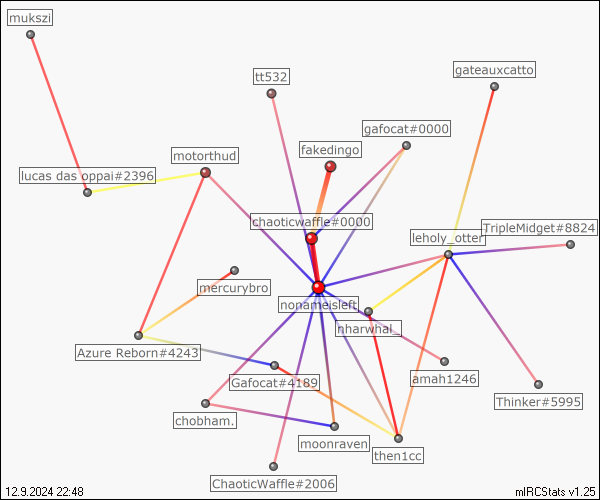 mukszi
tt532
gateauxcatto
gafocat#0000
fakedingo
motorthud
lucas das oppai#2396
chaoticwaffle#0000
TripleMidget#8824
leholy_otter
mercurybro
nonameisleft
nharwhal_
Azure Reborn#4243
Gafocat#4189
amah1246
Thinker#5995
chobham.
moonraven
then1cc
ChaoticWaffle#2006
12.9.2024 22:48
mIRCStats v1.25